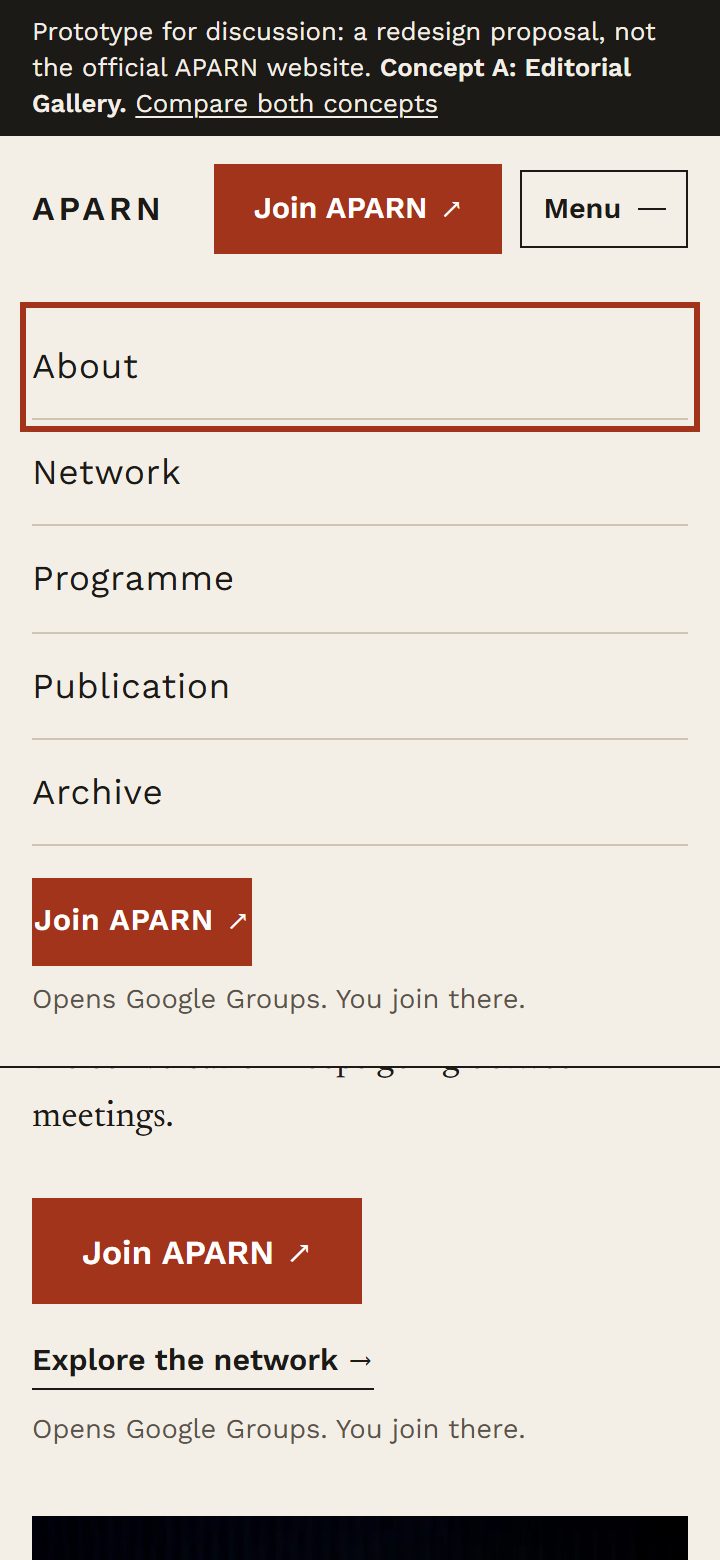 Prototype for discussion: a redesign proposal, not
the official APARN website. Concept A: Editorial
Gallery. Compare both concepts
APARN
Join APARN ↗
Menu —
About
Network
Programme
Publication
Archive
Join APARN ↗
Opens Google Groups. You join there.
meetings.
Join APARN ↗
Explore the network →
Opens Google Groups. You join there.